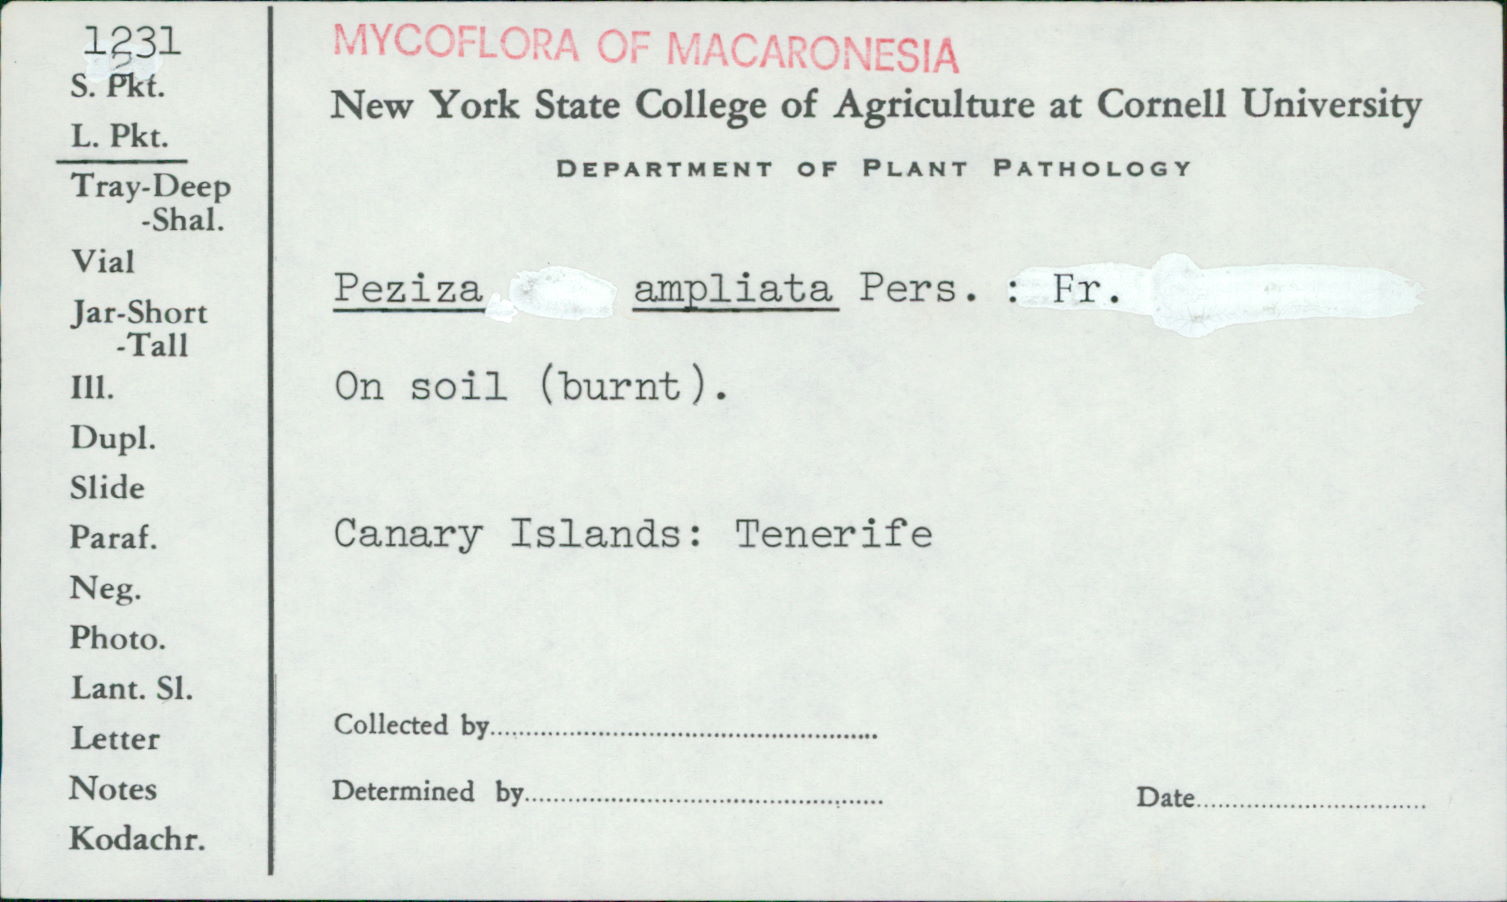 1231
S. Pkt.
L. Pkt.
Tray-Deep
-Shal.
Vial
Jar-Short
-Tall
Ill.
Dupl.
Slide
Paraf.
Neg.
Photo.
Lant. Sl.
Letter
Notes
Kodachr.
MYCOFLORA OF MACARONESIA
New York State College of Agriculture at Cornell University
DEPARTMENT OF PLANT PATHOLOGY
Peziza ampliata Pers. : Fr.
On soil (burnt).
Canary Islands: Tenerife
Collected by
Determined by
Date